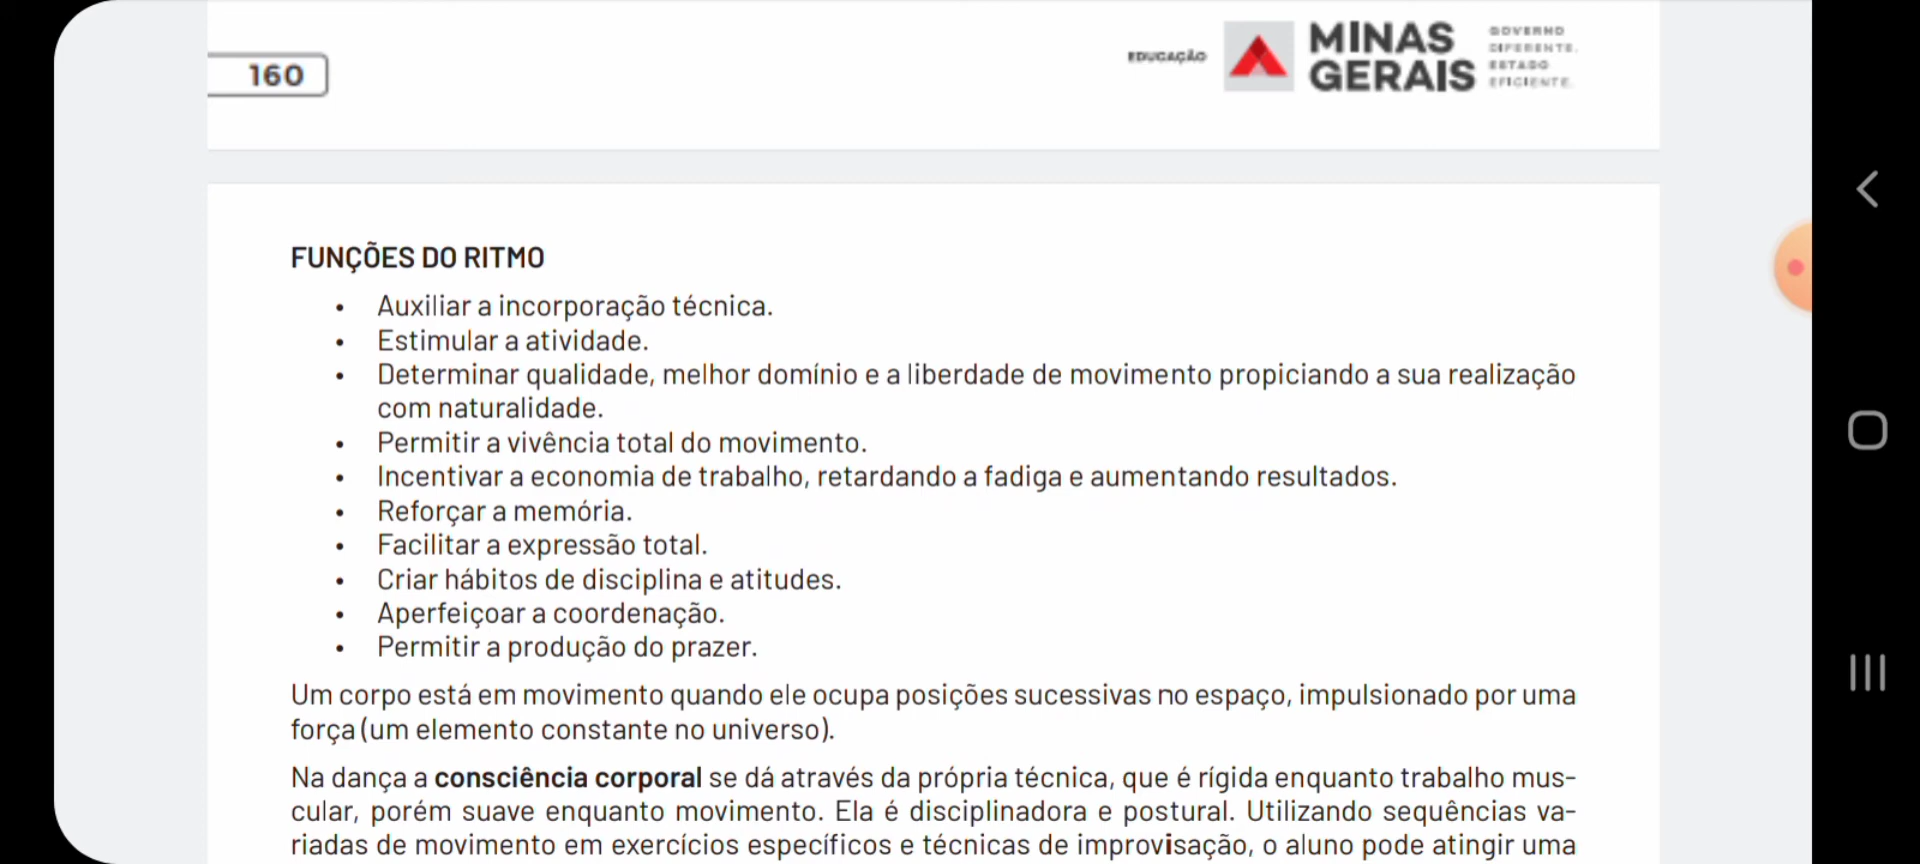 160
EDUCAÇÃO
MINAS
GERAIS
GOVERNO
DIFERENTE.
ESTADO
EFICIENTE.
FUNÇÕES DO RITMO
• Auxiliar a incorporação técnica.
• Estimular a atividade.
• Determinar qualidade, melhor domínio e a liberdade de movimento propiciando a sua realização
com naturalidade.
• Permitir a vivência total do movimento.
• Incentivar a economia de trabalho, retardando a fadiga e aumentando resultados.
• Reforçar a memória.
• Facilitar a expressão total.
• Criar hábitos de disciplina e atitudes.
• Aperfeiçoar a coordenação.
• Permitir a produção do prazer.
Um corpo está em movimento quando ele ocupa posições sucessivas no espaço, impulsionado por uma
força (um elemento constante no universo).
Na dança a consciência corporal se dá através da própria técnica, que é rígida enquanto trabalho mus-
cular, porém suave enquanto movimento. Ela é disciplinadora e postural. Utilizando sequências va-
riadas de movimento em exercícios específicos e técnicas de improvisação, o aluno pode atingir uma